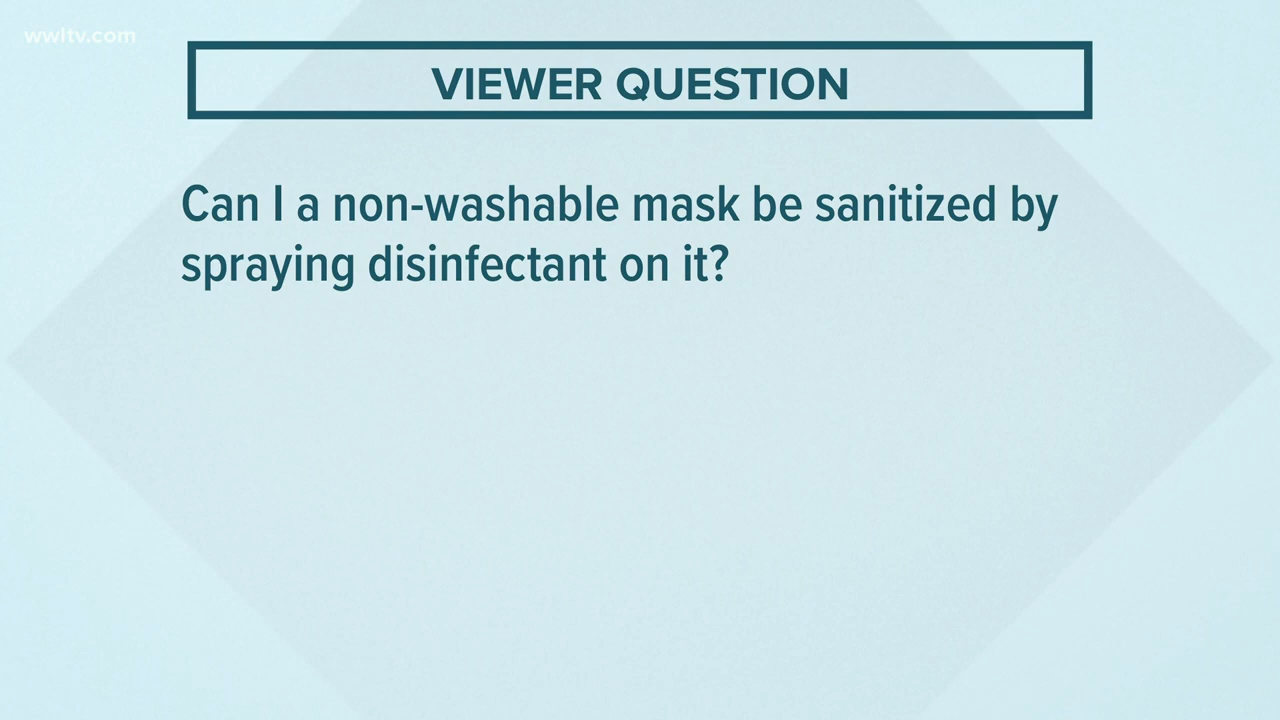 wwltv.com
VIEWER QUESTION
Can I a non-washable mask be sanitized by
spraying disinfectant on it?